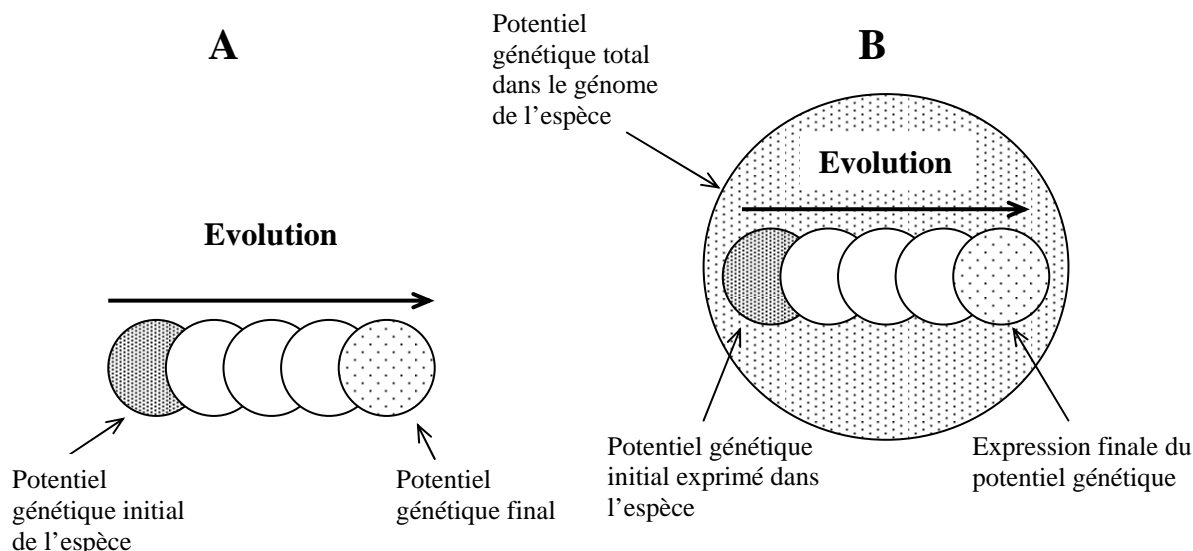 A
Evolution
Potentiel
génétique initial
de l'espèce
Potentiel
génétique final
Potentiel
génétique total
dans le génome
de l'espèce
B
Evolution
Potentiel génétique
initial exprimé dans
l'espèce
Expression finale du
potentiel génétique